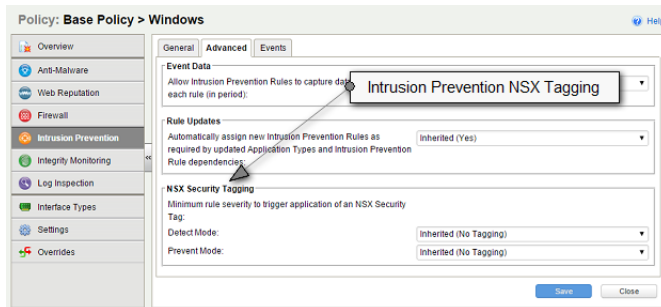 Policy: Base Policy > Windows
Help
Overview
Anti-Malware
Web Reputation
Firewall
Intrusion Prevention
Integrity Monitoring
Log Inspection
Interface Types
Settings
Overrides
«
General Advanced Events
Event Data
Allow Intrusion Prevention Rules to capture
each rule (in period):
Intrusion Prevention NSX Tagging
Rule Updates
Automatically assign new Intrusion Prevention Rules as
required by updated Application Types and Intrusion Prevention
Rule dependencies:
Inherited (Yes)
NSX Security Tagging
Minimum rule severity to trigger application of an NSX Security
Tag:
Detect Mode:
Inherited (No Tagging)
Prevent Mode:
Inherited (No Tagging)
Save Close